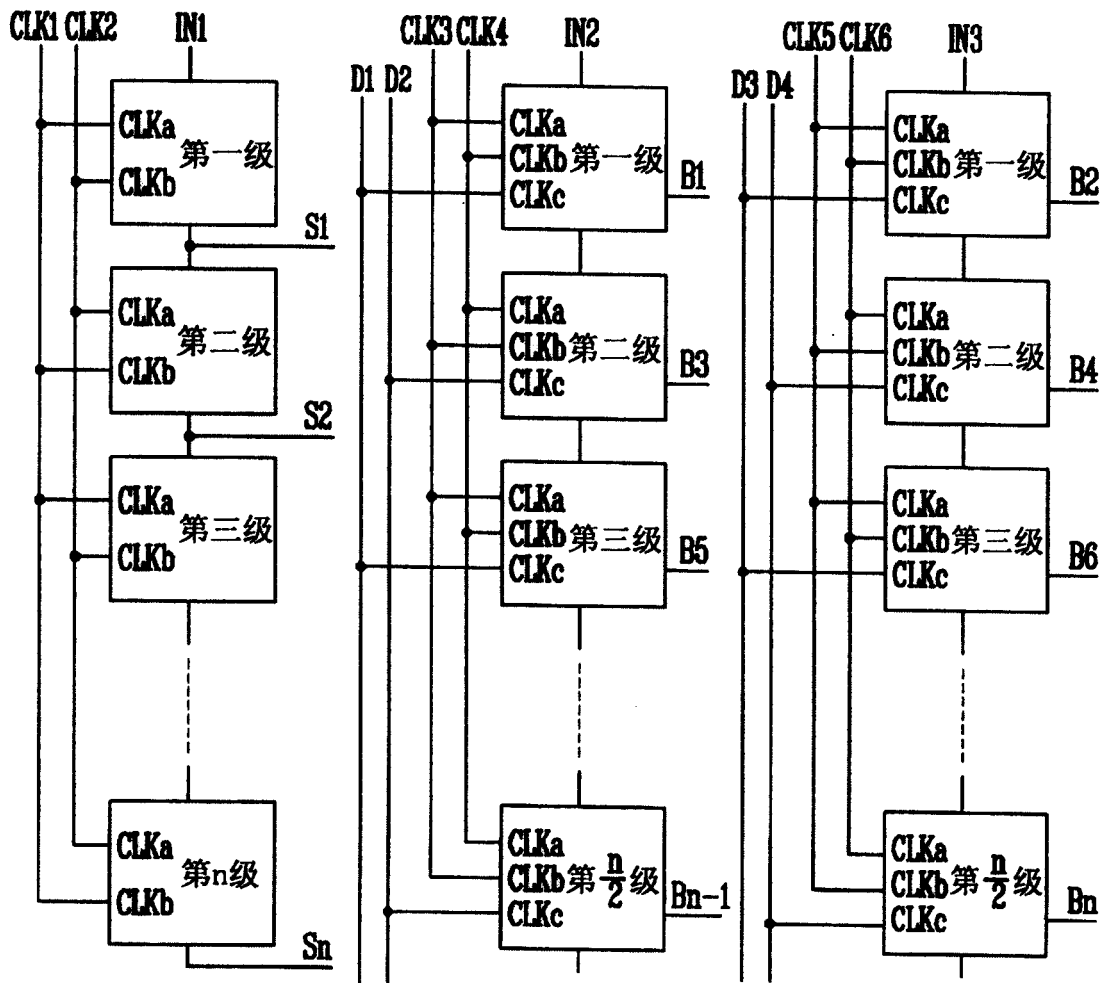 CLK1 CLK2 IN1
CLKa
第一级
CLKb
S1
CLKa
第二级
CLKb
S2
CLKa
第三级
CLKb
CLKa
第n级
CLKb
Sn
CLK3 CLK4 IN2
D1 D2
CLKa
CLKb 第一级
CLKc
B1
CLKa
CLKb 第二级
CLKc
B3
CLKa
CLKb 第三级
CLKc
B5
CLKa
CLKb 第n/2级
CLKc
Bn-1
CLK5 CLK6 IN3
D3 D4
CLKa
CLKb 第一级
CLKc
B2
CLKa
CLKb 第二级
CLKc
B4
CLKa
CLKb 第三级
CLKc
B6
CLKa
CLKb 第n/2级
CLKc
Bn